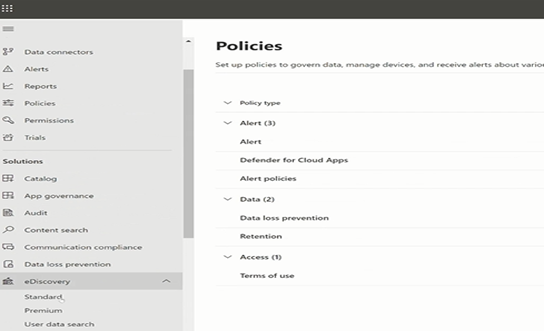 Data connectors
Alerts
Reports
Policies
Permissions
Trials
Solutions
Catalog
App governance
Audit
Content search
Communication compliance
Data loss prevention
eDiscovery
Standard
Premium
User data search
Policies
Set up policies to govern data, manage devices, and receive alerts about
Policy type
Alert (3)
Alert
Defender for Cloud Apps
Alert policies
Data (2)
Data loss prevention
Retention
Access (1)
Terms of use